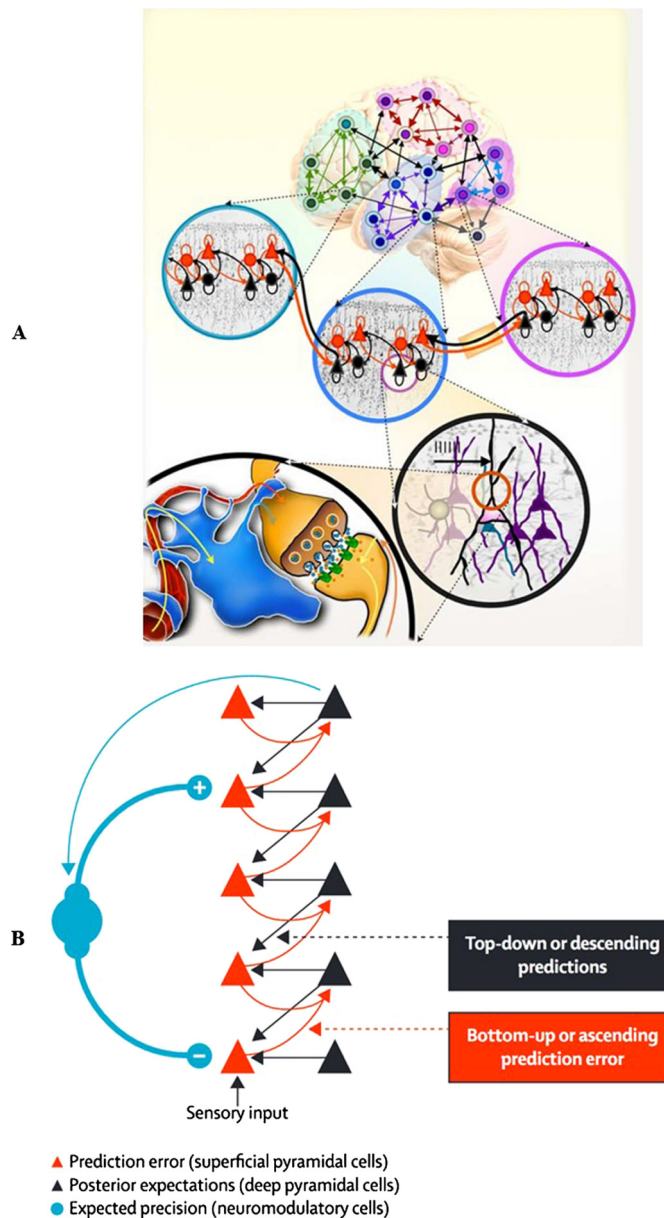 A
B
+
−
Top-down or descending
predictions
Bottom-up or ascending
prediction error
Sensory input
Prediction error (superficial pyramidal cells)
Posterior expectations (deep pyramidal cells)
Expected precision (neuromodulatory cells)